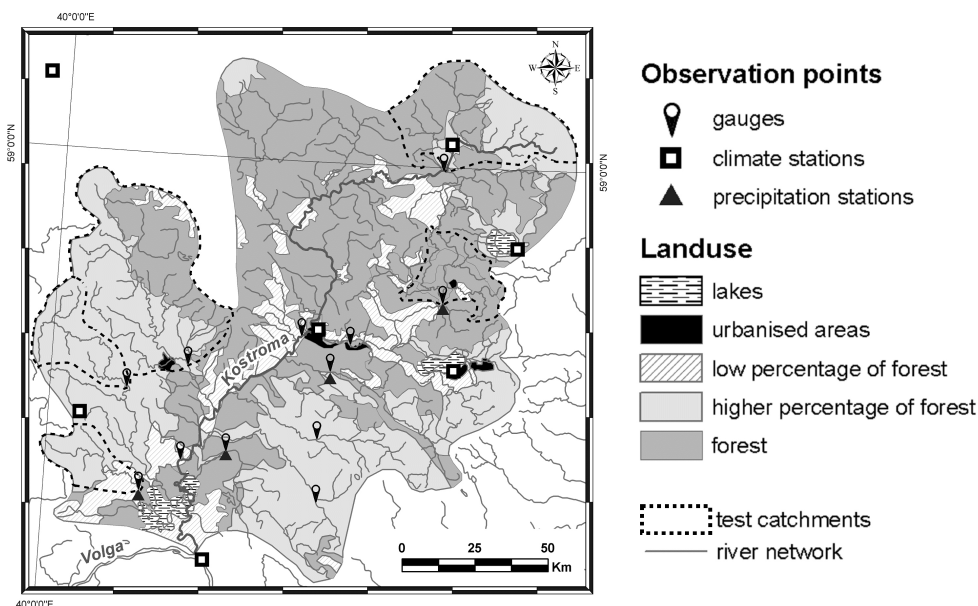 40°0'0"E
N
W E
S
59°0'0"N
59°0'0"N
Kostroma
Volga
0 25 50
Km
40°0'0"E
Observation points
gauges
climate stations
precipitation stations
Landuse
lakes
urbanised areas
low percentage of forest
higher percentage of forest
forest
test catchments
river network